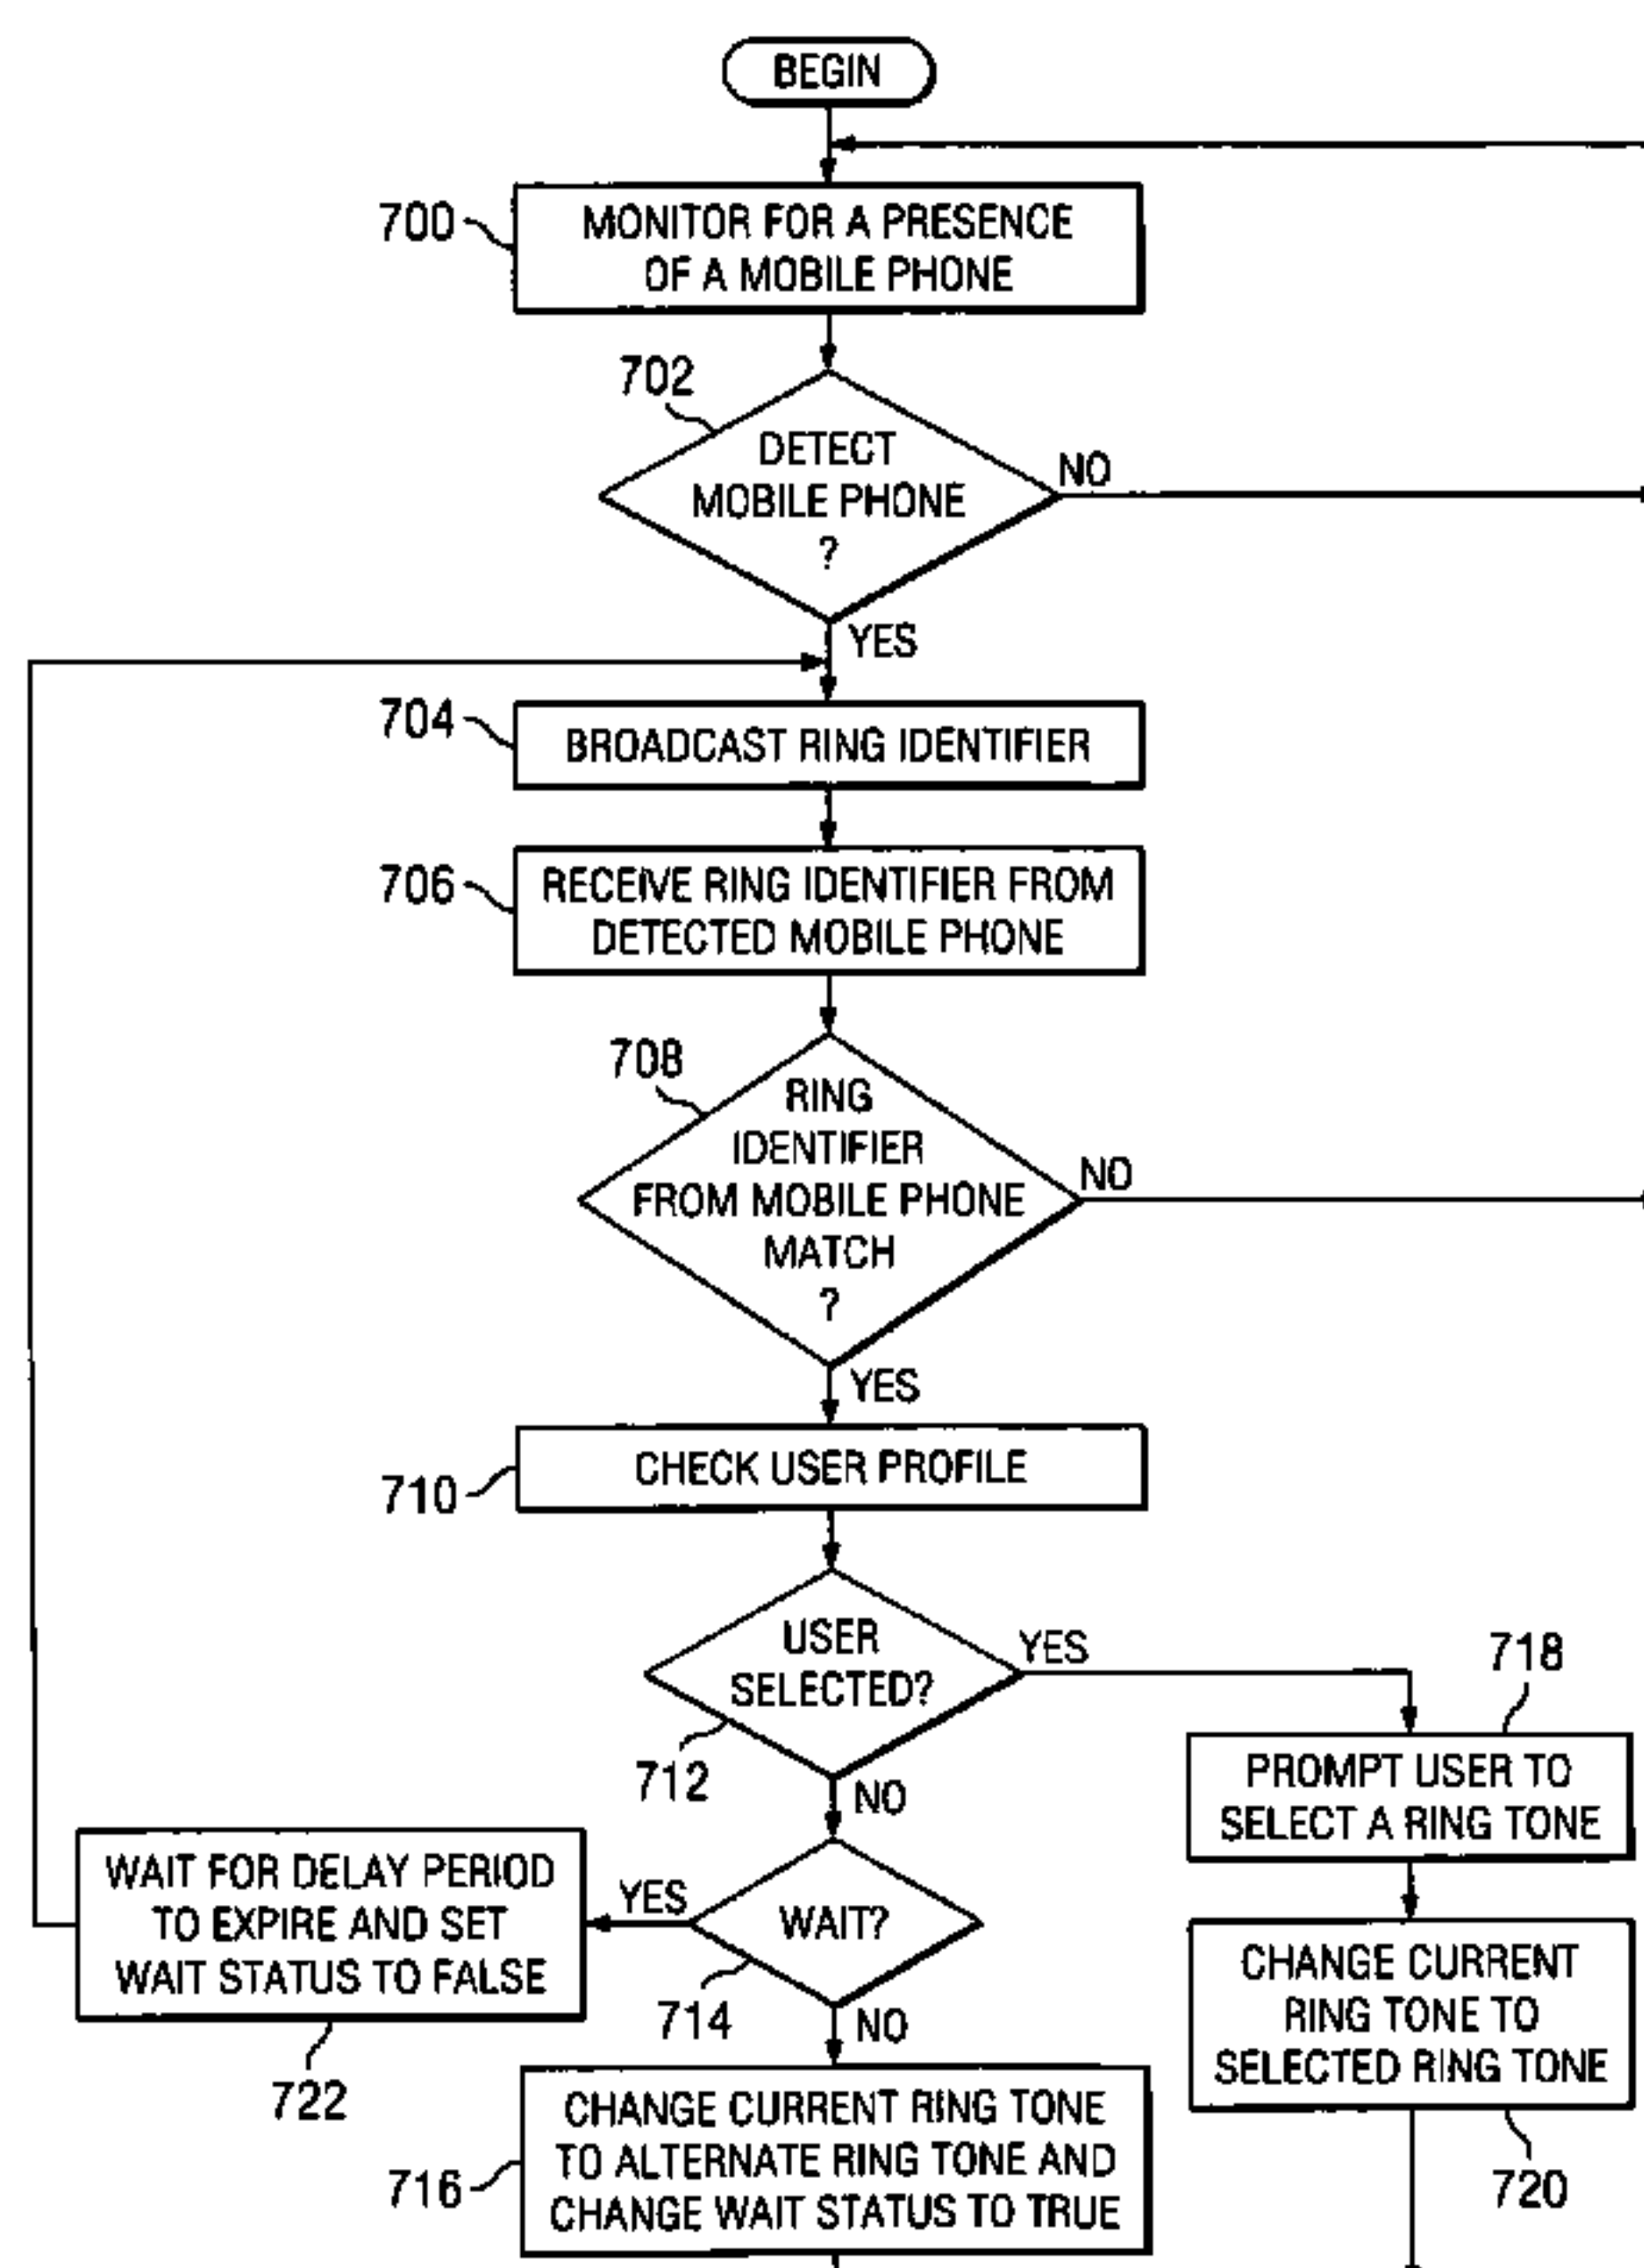 BEGIN
700
MONITOR FOR A PRESENCE
OF A MOBILE PHONE
702
DETECT
MOBILE PHONE
?
NO
YES
704
BROADCAST RING IDENTIFIER
706
RECEIVE RING IDENTIFIER FROM
DETECTED MOBILE PHONE
708
RING
IDENTIFIER
FROM MOBILE PHONE
MATCH
?
NO
YES
710
CHECK USER PROFILE
USER
SELECTED?
YES
712
NO
718
PROMPT USER TO
SELECT A RING TONE
WAIT?
YES
714
NO
WAIT FOR DELAY PERIOD
TO EXPIRE AND SET
WAIT STATUS TO FALSE
722
CHANGE CURRENT
RING TONE TO
SELECTED RING TONE
720
716
CHANGE CURRENT RING TONE
TO ALTERNATE RING TONE AND
CHANGE WAIT STATUS TO TRUE